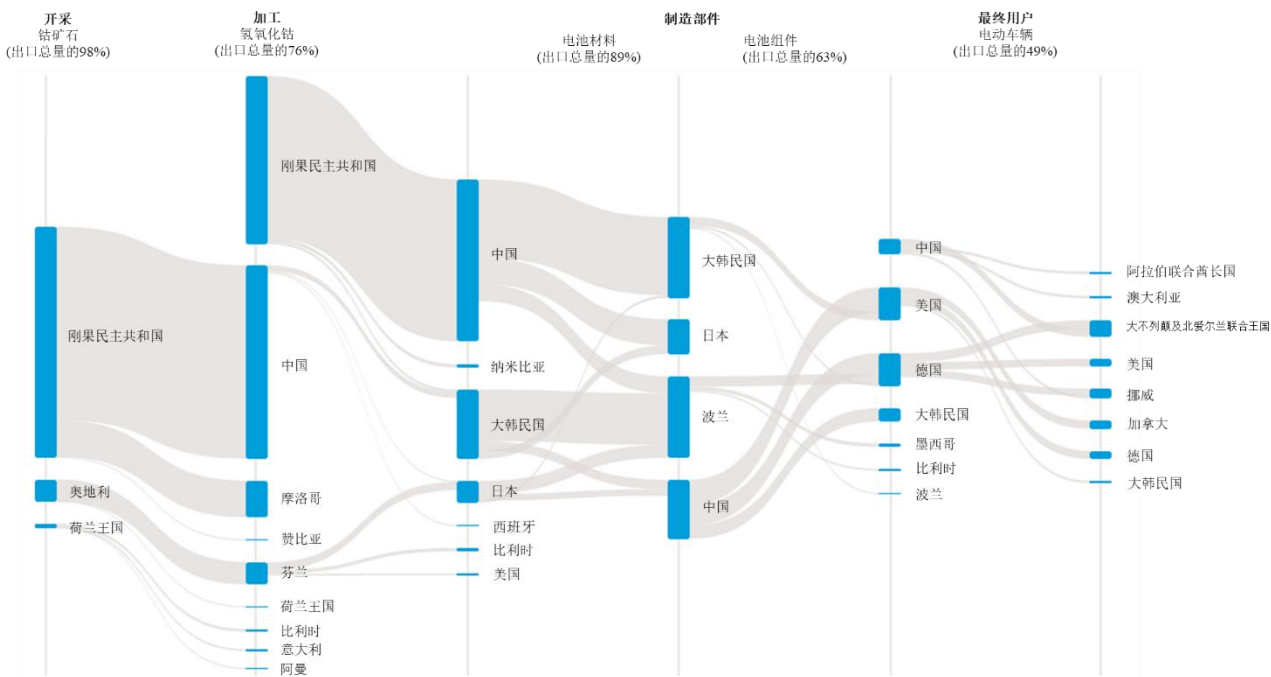 开采
钴矿石
(出口总量的98%)
加工
氢氧化钴
(出口总量的76%)
制造部件
电池材料
(出口总量的89%)
电池组件
(出口总量的63%)
最终用户
电动车辆
(出口总量的49%)
刚果民主共和国
奥地利
荷兰王国
刚果民主共和国
中国
摩洛哥
赞比亚
芬兰
荷兰王国
比利时
意大利
阿曼
中国
纳米比亚
大韩民国
日本
西班牙
比利时
美国
大韩民国
日本
波兰
中国
中国
美国
德国
大韩民国
墨西哥
比利时
波兰
阿拉伯联合酋长国
澳大利亚
大不列颠及北爱尔兰联合王国
美国
挪威
加拿大
德国
大韩民国